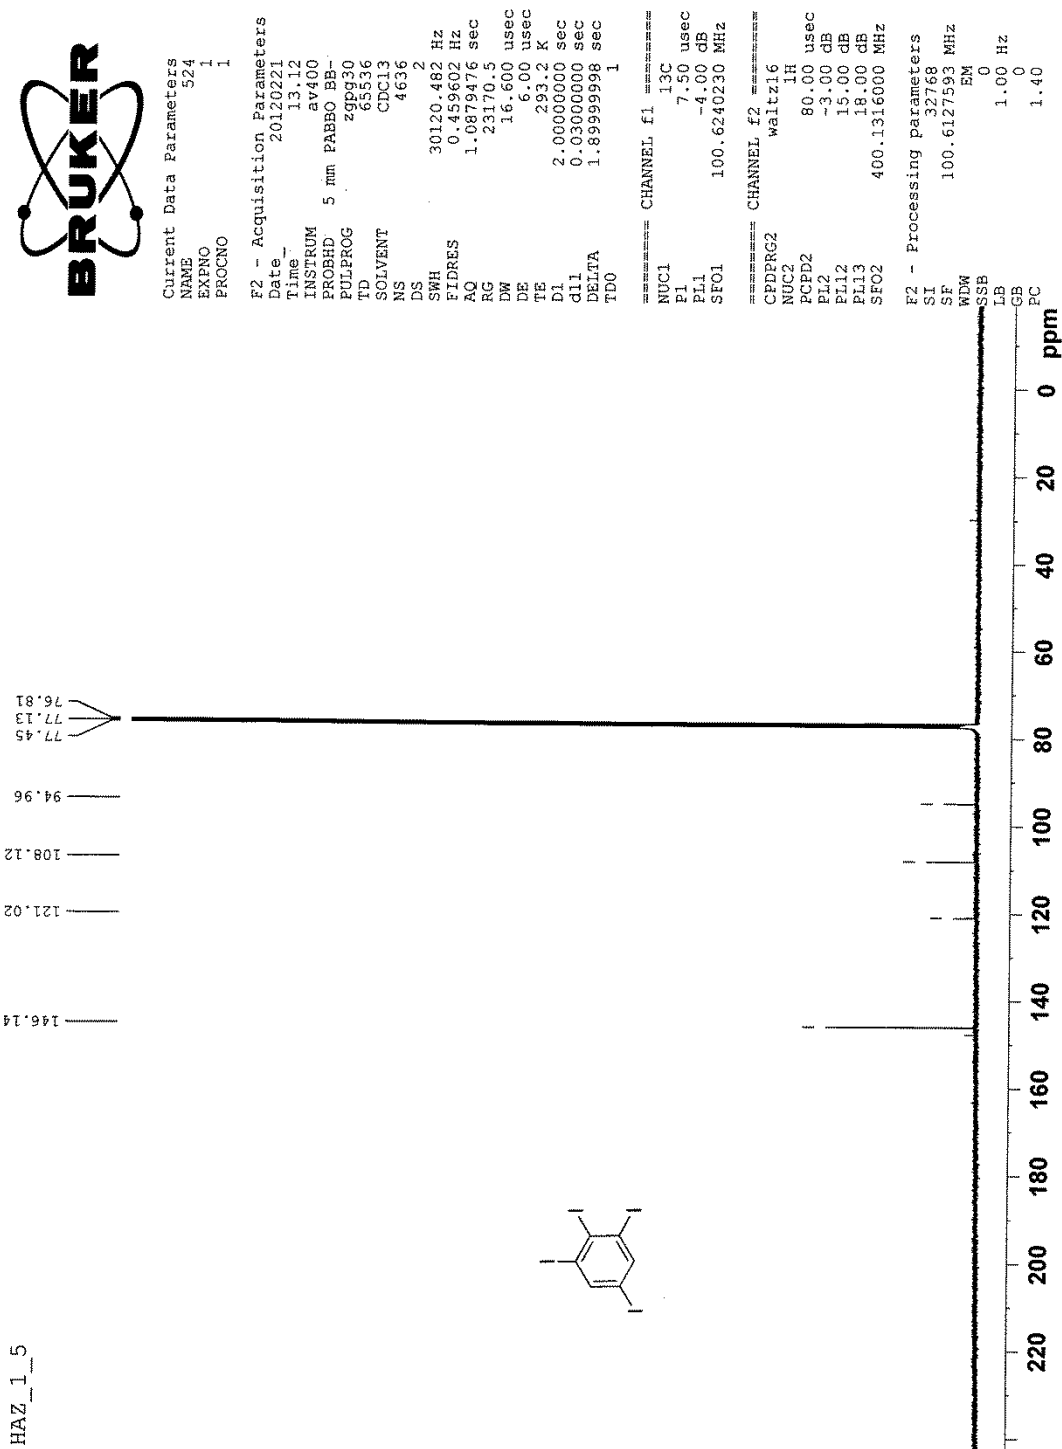 HAZ_1_5
146.14
121.02
108.12
94.96
77.45
77.13
76.81
BRUKER
Current Data Parameters
NAME 524
EXPNO 1
PROCNO 1
F2 - Acquisition Parameters
Date_ 20120221
Time 13.12
INSTRUM av400
PROBHD 5 mm PABBO BB-
PULPROG zgpg30
TD 65536
SOLVENT CDCl3
NS 4636
DS 2
SWH 30120.482 Hz
FIDRES 0.459602 Hz
AQ 1.0879476 sec
RG 23170.5
DW 16.600 usec
DE 6.00 usec
TE 293.2 K
D1 2.00000000 sec
d11 0.03000000 sec
DELTA 1.89999998 sec
TD0 1
======== CHANNEL f1 ========
NUC1 13C
P1 7.50 usec
PL1 -4.00 dB
SFO1 100.6240230 MHz
======== CHANNEL f2 ========
CPDPRG2 waltz16
NUC2 1H
PCPD2 80.00 usec
PL2 -3.00 dB
PL12 15.00 dB
PL13 18.00 dB
SFO2 400.1316000 MHz
F2 - Processing parameters
SI 32768
SF 100.6127593 MHz
WDW EM
SSB 0
LB 1.00 Hz
GB 0
PC 1.40
I
I
I
I
220 200 180 160 140 120 100 80 60 40 20 0 ppm